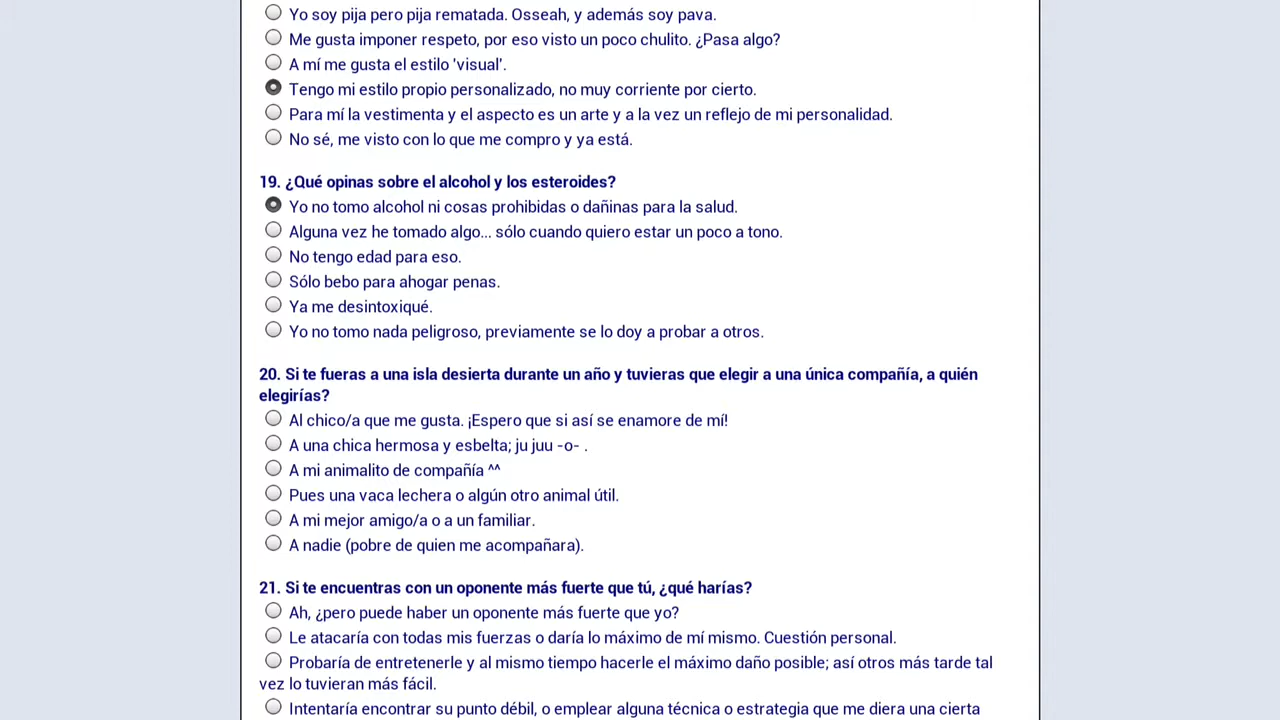 Yo soy pija pero pija rematada. Osseah, y además soy pava.
Me gusta imponer respeto, por eso visto un poco chulito. ¿Pasa algo?
A mí me gusta el estilo 'visual'.
Tengo mi estilo propio personalizado, no muy corriente por cierto.
Para mí la vestimenta y el aspecto es un arte y a la vez un reflejo de mi personalidad.
No sé, me visto con lo que me compro y ya está.
19. ¿Qué opinas sobre el alcohol y los esteroides?
Yo no tomo alcohol ni cosas prohibidas o dañinas para la salud.
Alguna vez he tomado algo... sólo cuando quiero estar un poco a tono.
No tengo edad para eso.
Sólo bebo para ahogar penas.
Ya me desintoxiqué.
Yo no tomo nada peligroso, previamente se lo doy a probar a otros.
20. Si te fueras a una isla desierta durante un año y tuvieras que elegir a una única compañía, a quién
elegirías?
Al chico/a que me gusta. ¡Espero que si así se enamore de mí!
A una chica hermosa y esbelta; ju juu -o- .
A mi animalito de compañía ^^
Pues una vaca lechera o algún otro animal útil.
A mi mejor amigo/a o a un familiar.
A nadie (pobre de quien me acompañara).
21. Si te encuentras con un oponente más fuerte que tú, ¿qué harías?
Ah, ¿pero puede haber un oponente más fuerte que yo?
Le atacaría con todas mis fuerzas o daría lo máximo de mí mismo. Cuestión personal.
Probaría de entretenerle y al mismo tiempo hacerle el máximo daño posible; así otros más tarde tal
vez lo tuvieran más fácil.
Intentaría encontrar su punto débil, o emplear alguna técnica o estrategia que me diera una cierta